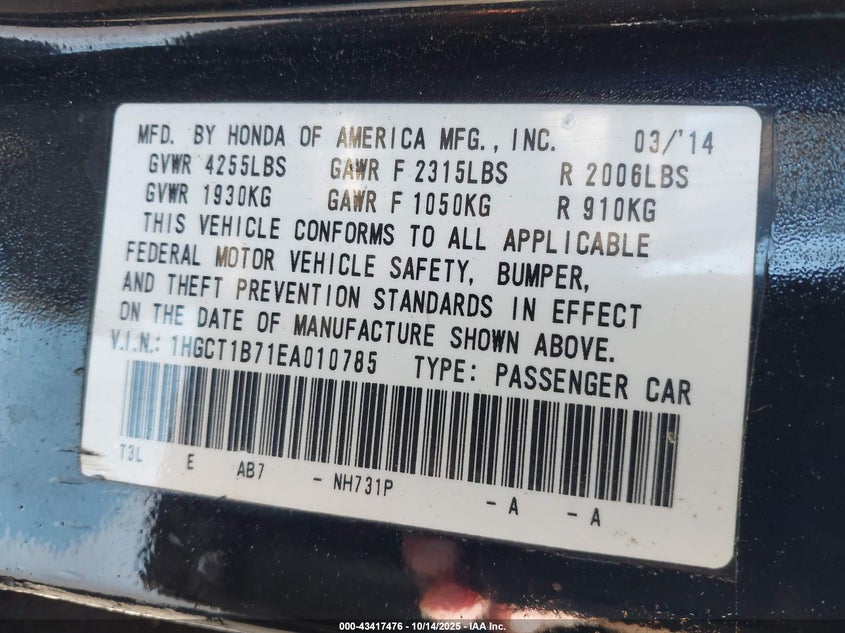 MFD. BY HONDA OF AMERICA MFG., INC. 03/'14
GVWR 4255LBS GAWR F 2315LBS R 2006LBS
GVWR 1930KG GAWR F 1050KG R 910KG
THIS VEHICLE CONFORMS TO ALL APPLICABLE
FEDERAL MOTOR VEHICLE SAFETY, BUMPER,
AND THEFT PREVENTION STANDARDS IN EFFECT
ON THE DATE OF MANUFACTURE SHOWN ABOVE.
V.I.N.: 1HGCT1B71EA010785 TYPE: PASSENGER CAR
T3L E AB7 - NH731P - A - A
000-43417476 - 10/14/2025 - IAA Inc.